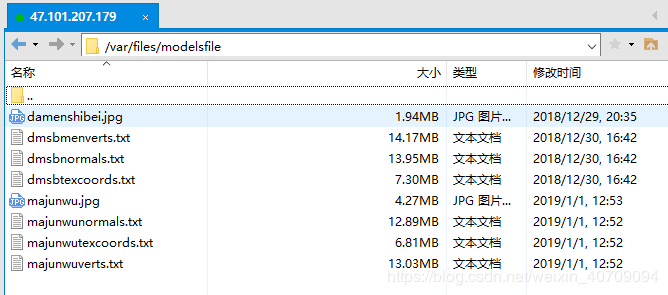 47.101.207.179 ×
/var/files/modelsfile
名称 大小 类型 修改时间
..
damenshibei.jpg 1.94MB JPG 图片... 2018/12/29, 20:35
dmsbmenverts.txt 14.17MB 文本文档 2018/12/30, 16:42
dmsbnormals.txt 13.95MB 文本文档 2018/12/30, 16:42
dmsbtexcoords.txt 7.30MB 文本文档 2018/12/30, 16:42
majunwu.jpg 4.27MB JPG 图片... 2019/1/1, 12:53
majunwunormals.txt 12.89MB 文本文档 2019/1/1, 12:52
majunwutexcoords.txt 6.81MB 文本文档 2019/1/1, 12:52
majunwuverts.txt 13.03MB 文本文档 2019/1/1, 12:52
https://blog.csdn.net/weixin_40709094